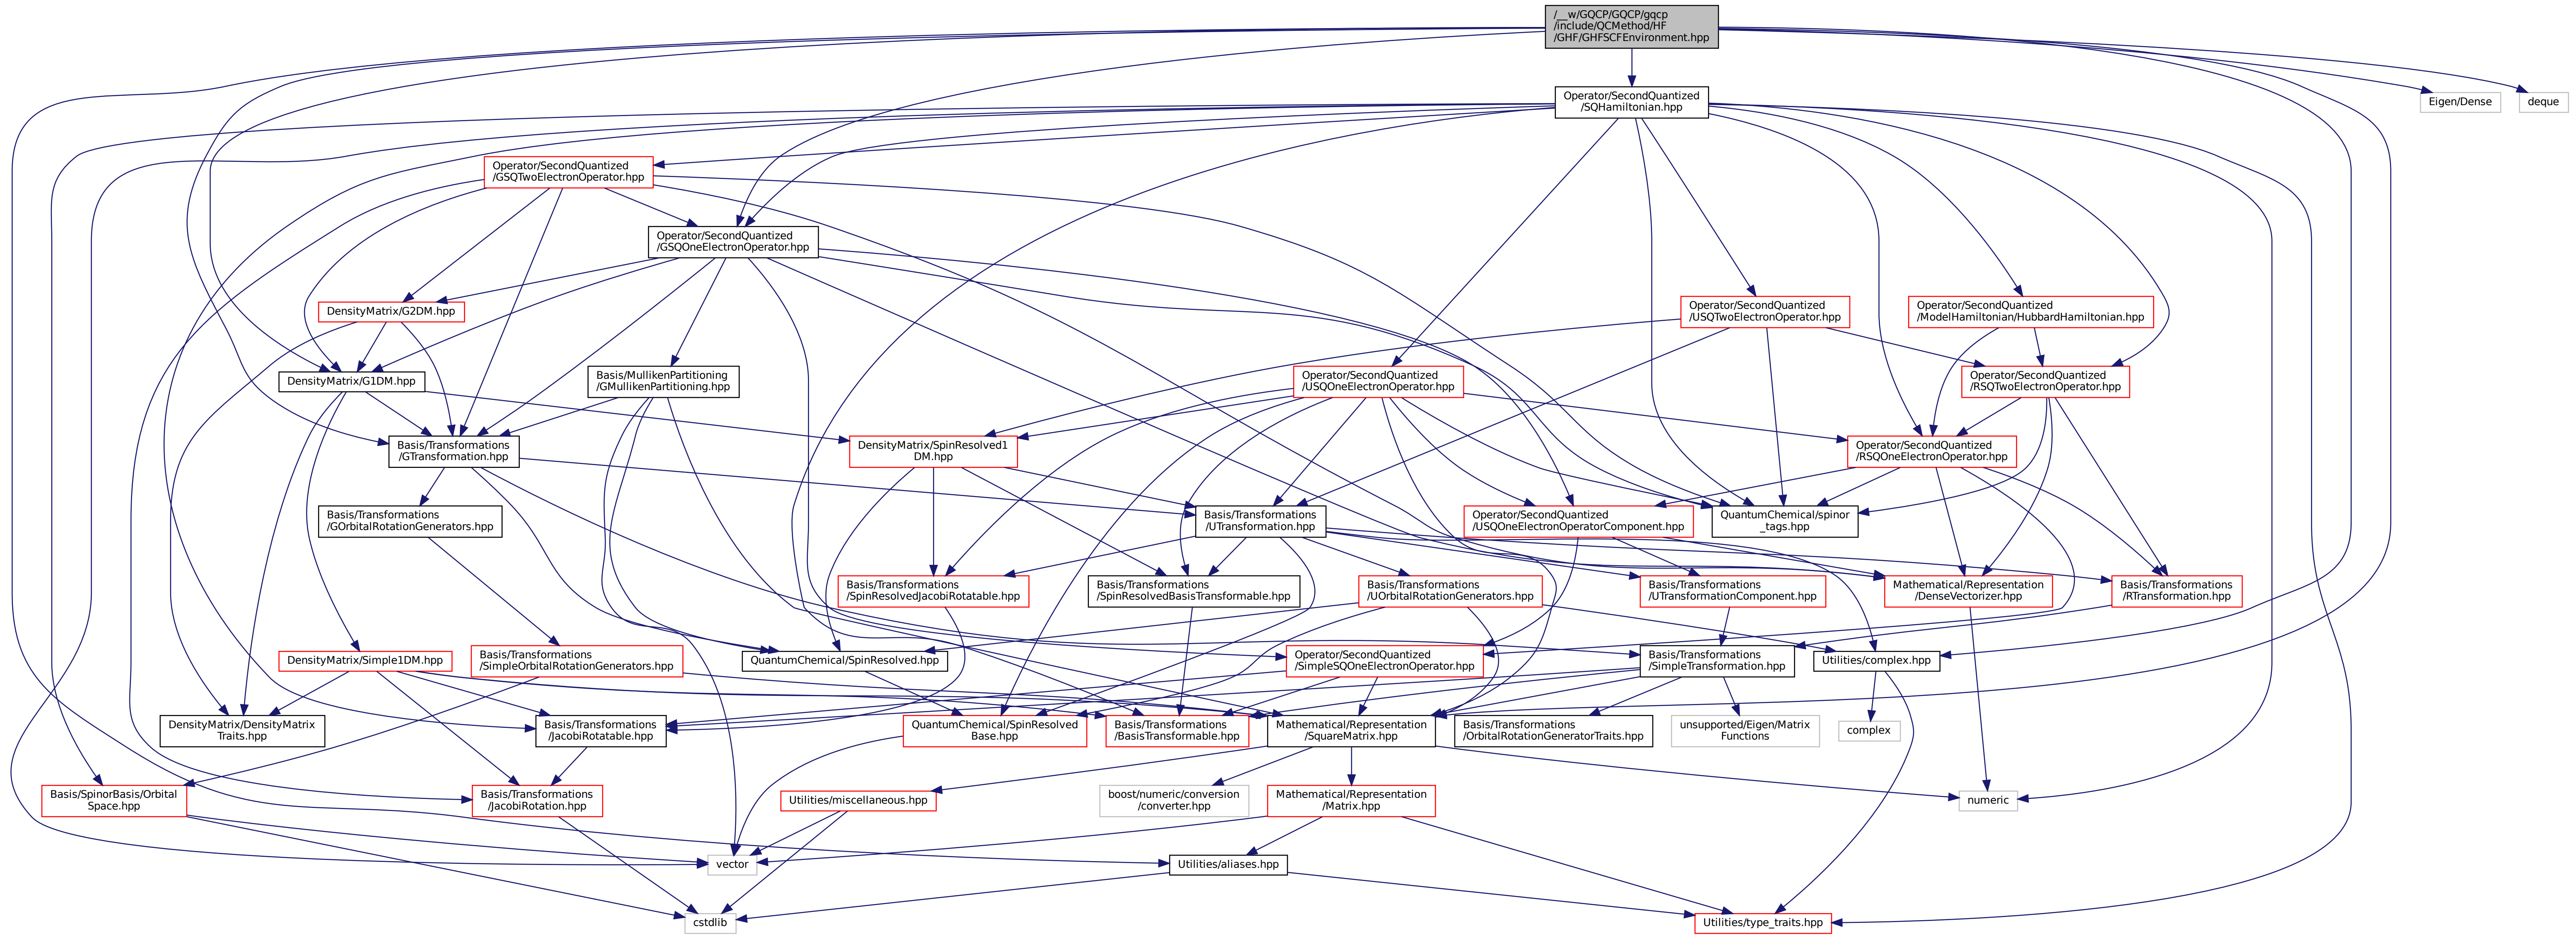 /__w/GQCP/GQCP/gqcp
/include/QCMethod/HF
/GHF/GHFSCFEnvironment.hpp
Operator/SecondQuantized
/SQHamiltonian.hpp
Eigen/Dense
deque
Operator/SecondQuantized
/GSQTwoElectronOperator.hpp
Operator/SecondQuantized
/GSQOneElectronOperator.hpp
DensityMatrix/G2DM.hpp
Operator/SecondQuantized
/USQTwoElectronOperator.hpp
Operator/SecondQuantized
/ModelHamiltonian/HubbardHamiltonian.hpp
DensityMatrix/G1DM.hpp
Basis/MullikenPartitioning
/GMullikenPartitioning.hpp
Operator/SecondQuantized
/USQOneElectronOperator.hpp
Operator/SecondQuantized
/RSQTwoElectronOperator.hpp
Basis/Transformations
/GTransformation.hpp
DensityMatrix/SpinResolved1
DM.hpp
Operator/SecondQuantized
/RSQOneElectronOperator.hpp
Basis/Transformations
/GOrbitalRotationGenerators.hpp
Basis/Transformations
/UTransformation.hpp
Operator/SecondQuantized
/USQOneElectronOperatorComponent.hpp
QuantumChemical/spinor
_tags.hpp
Basis/Transformations
/SpinResolvedJacobiRotatable.hpp
Basis/Transformations
/SpinResolvedBasisTransformable.hpp
Basis/Transformations
/UOrbitalRotationGenerators.hpp
Basis/Transformations
/UTransformationComponent.hpp
Mathematical/Representation
/DenseVectorizer.hpp
Basis/Transformations
/RTransformation.hpp
DensityMatrix/Simple1DM.hpp
Basis/Transformations
/SimpleOrbitalRotationGenerators.hpp
QuantumChemical/SpinResolved.hpp
Operator/SecondQuantized
/SimpleSQOneElectronOperator.hpp
Basis/Transformations
/SimpleTransformation.hpp
Utilities/complex.hpp
DensityMatrix/DensityMatrix
Traits.hpp
Basis/Transformations
/JacobiRotatable.hpp
QuantumChemical/SpinResolved
Base.hpp
Basis/Transformations
/BasisTransformable.hpp
Mathematical/Representation
/SquareMatrix.hpp
Basis/Transformations
/OrbitalRotationGeneratorTraits.hpp
unsupported/Eigen/Matrix
Functions
complex
Basis/SpinorBasis/Orbital
Space.hpp
Basis/Transformations
/JacobiRotation.hpp
Utilities/miscellaneous.hpp
boost/numeric/conversion
/converter.hpp
Mathematical/Representation
/Matrix.hpp
numeric
vector
Utilities/aliases.hpp
cstdlib
Utilities/type_traits.hpp